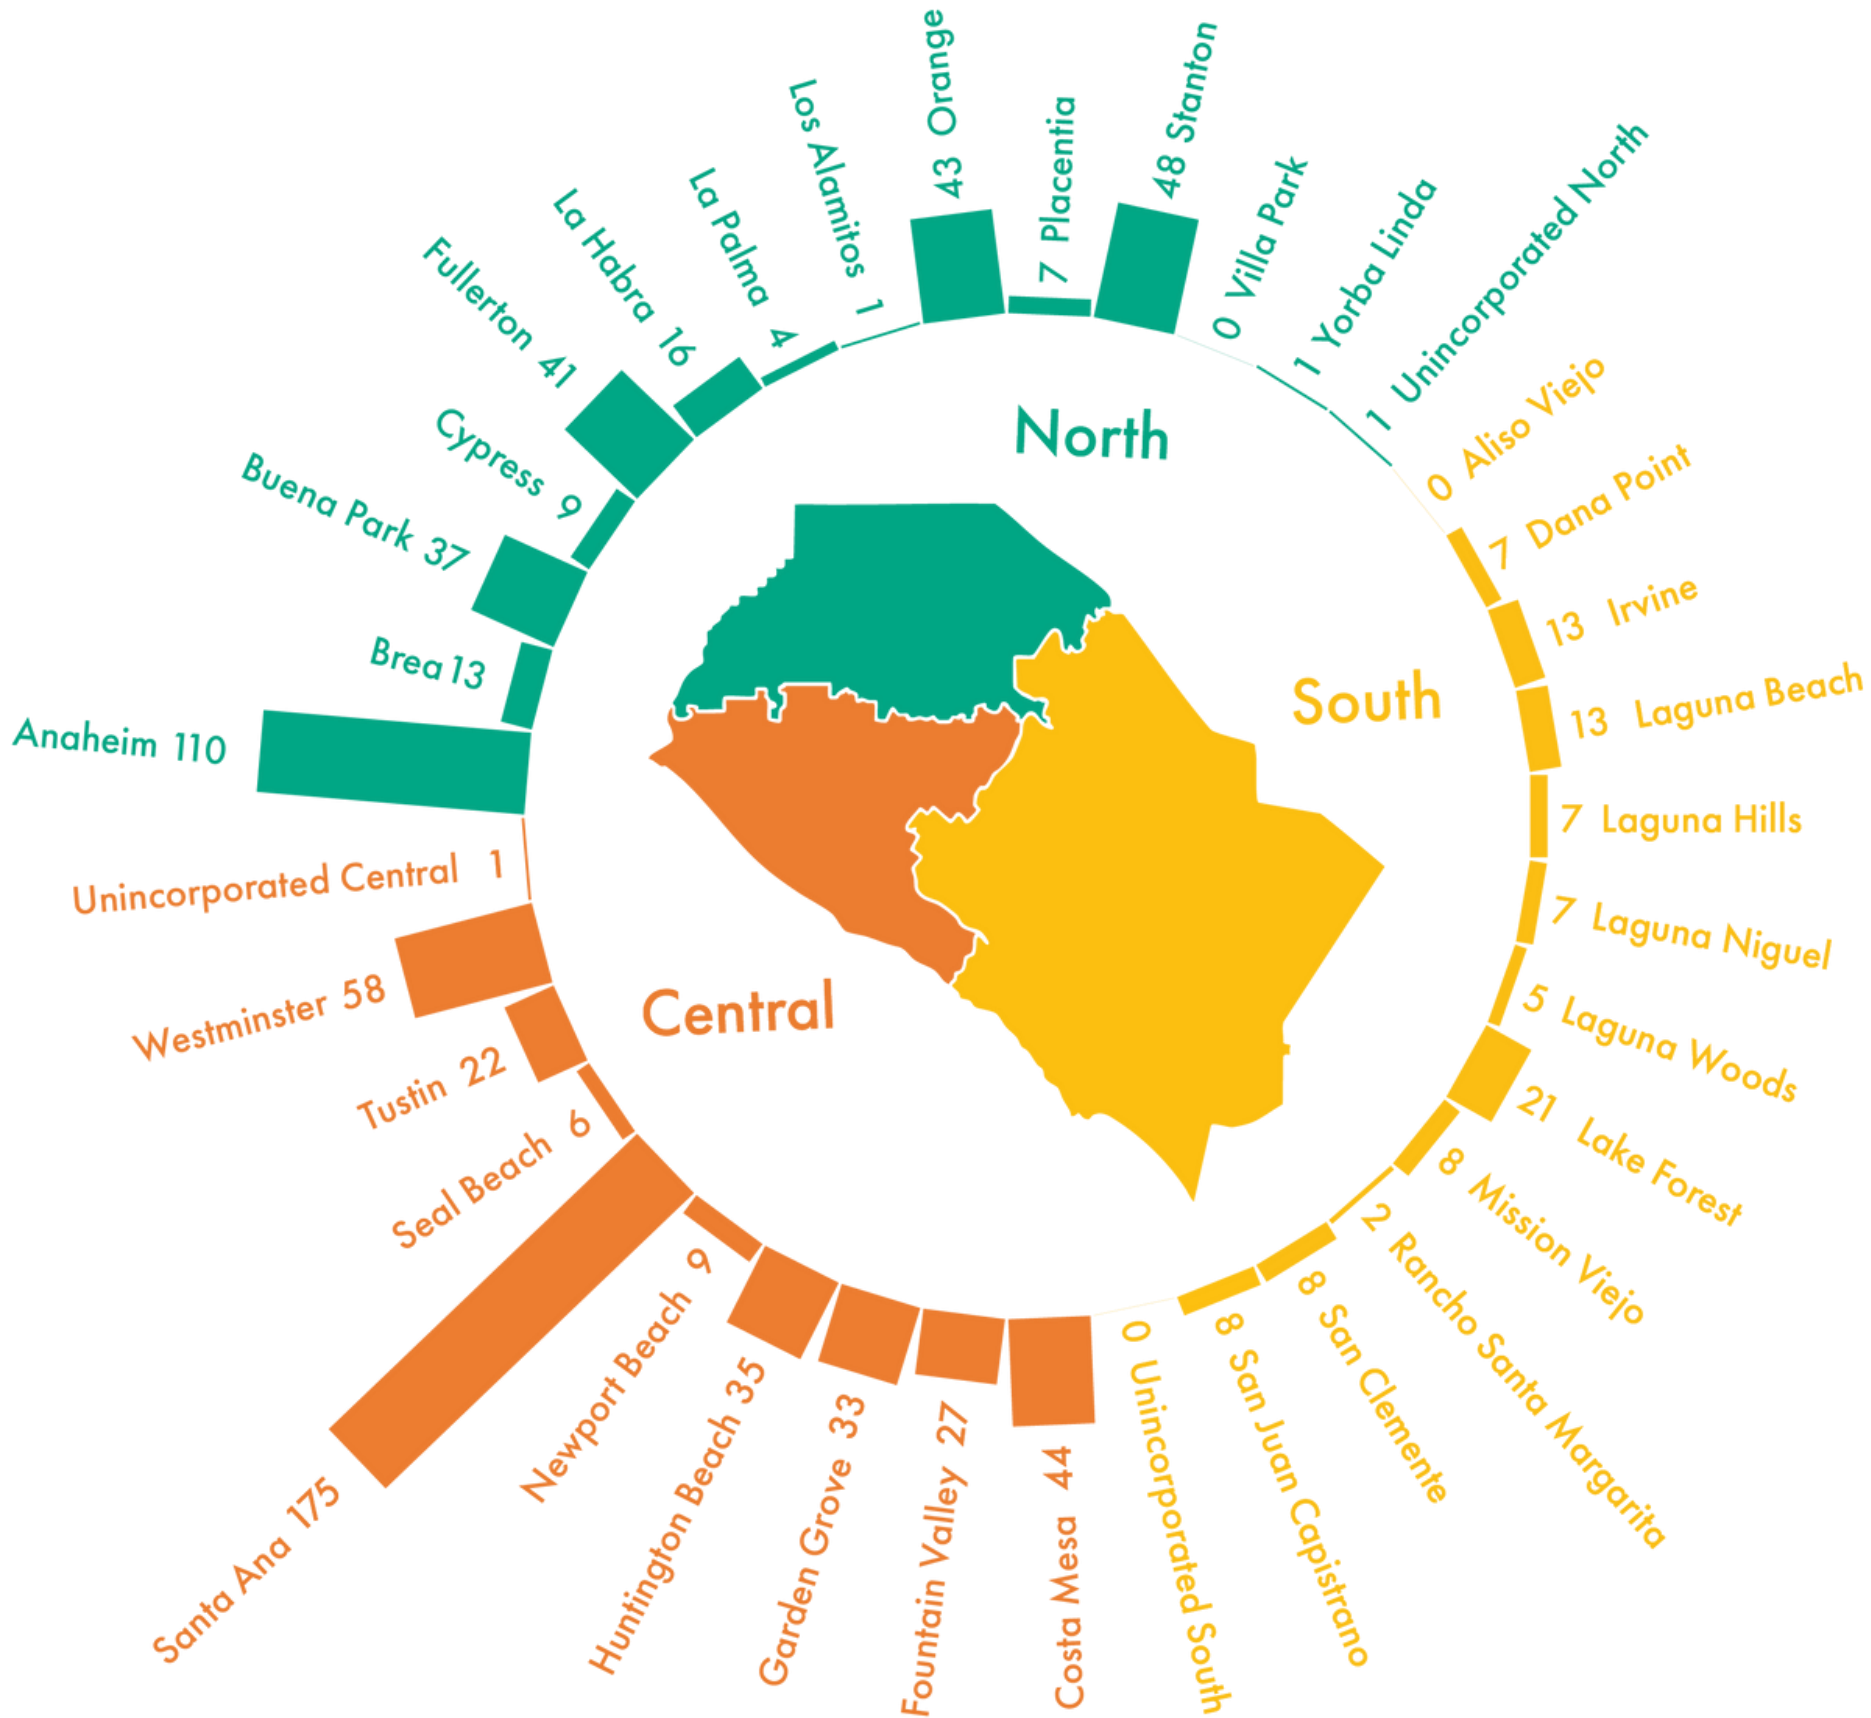 Anaheim 110
Brea 13
Buena Park 37
Cypress 9
Fullerton 41
La Habra 16
La Palma 4
Los Alamitos 1
43 Orange
7 Placentia
48 Stanton
0 Villa Park
1 Yorba Linda
1 Unincorporated North
0 Aliso Viejo
7 Dana Point
13 Irvine
13 Laguna Beach
7 Laguna Hills
7 Laguna Niguel
5 Laguna Woods
21 Lake Forest
8 Mission Viejo
2 Rancho Santa Margarita
8 San Clemente
8 San Juan Capistrano
0 Unincorporated South
Costa Mesa 44
Fountain Valley 27
Garden Grove 33
Huntington Beach 35
Newport Beach 9
Santa Ana 175
Seal Beach 6
Tustin 22
Westminster 58
Unincorporated Central 1
North
South
Central